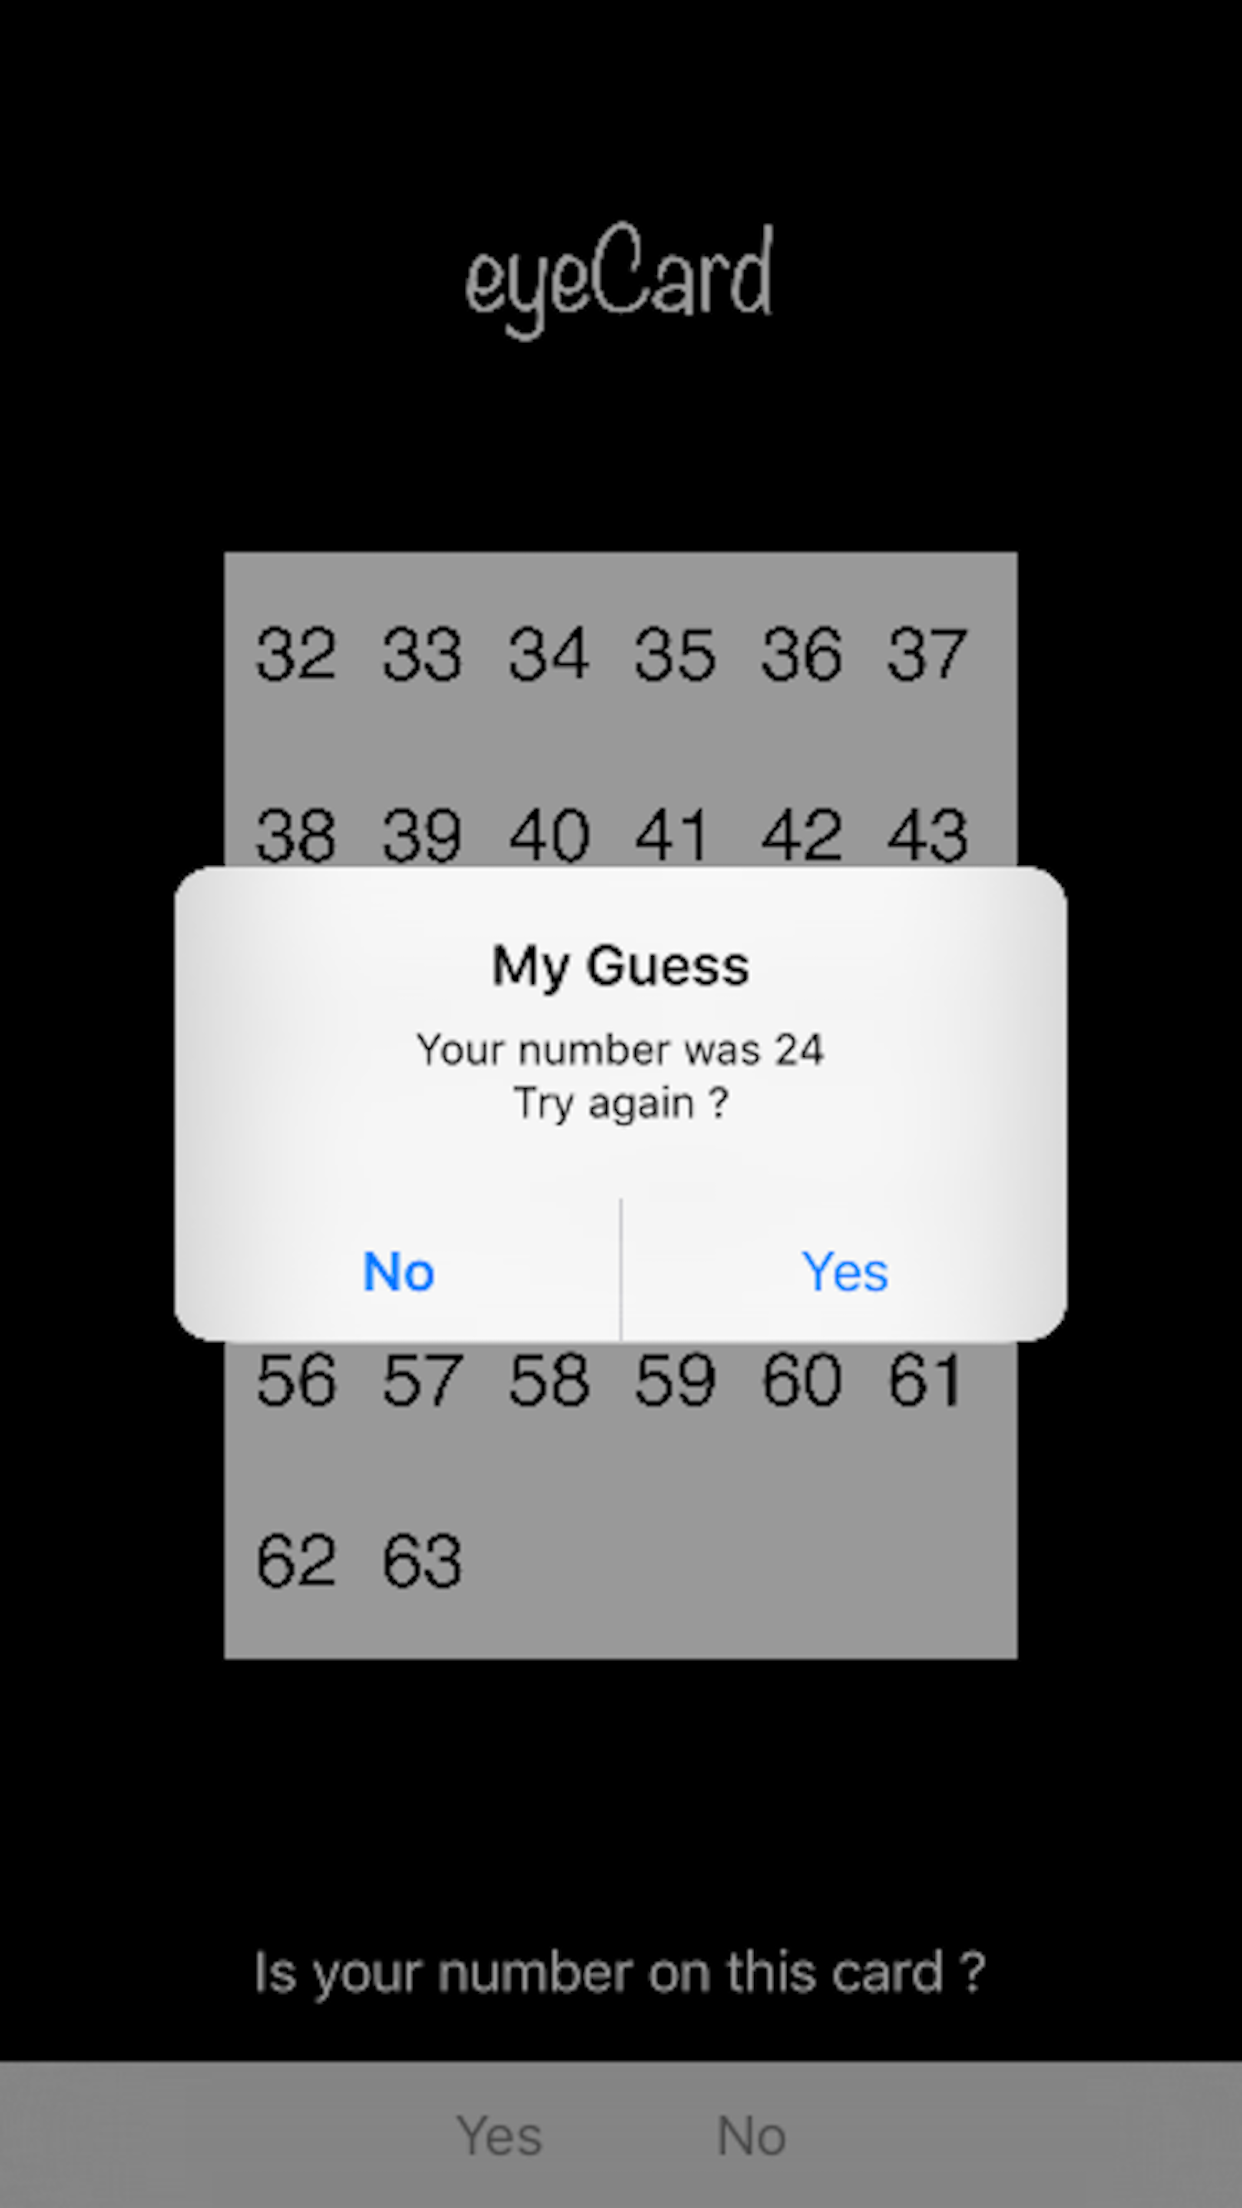 eyeCard
32 33 34 35 36 37
38 39 40 41 42 43
My Guess
Your number was 24
Try again ?
No Yes
56 57 58 59 60 61
62 63
Is your number on this card ?
Yes No